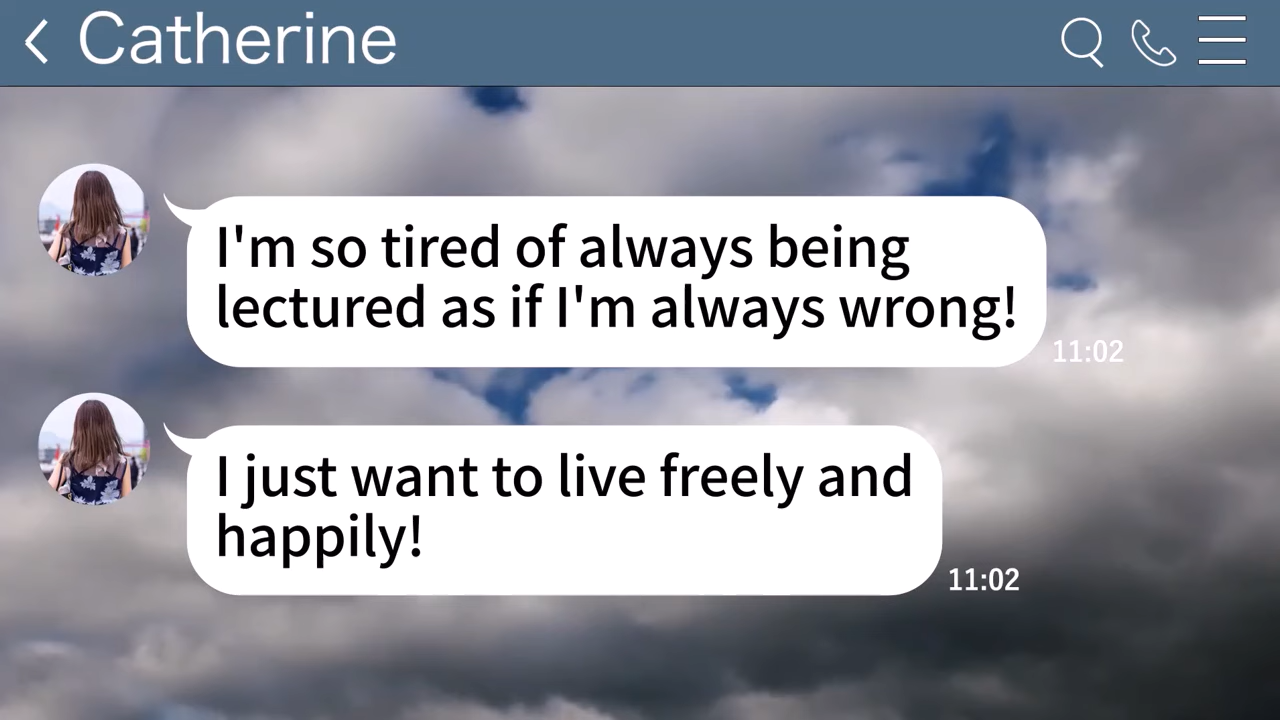 Catherine
I'm so tired of always being
lectured as if I'm always wrong!
11:02
I just want to live freely and
happily!
11:02